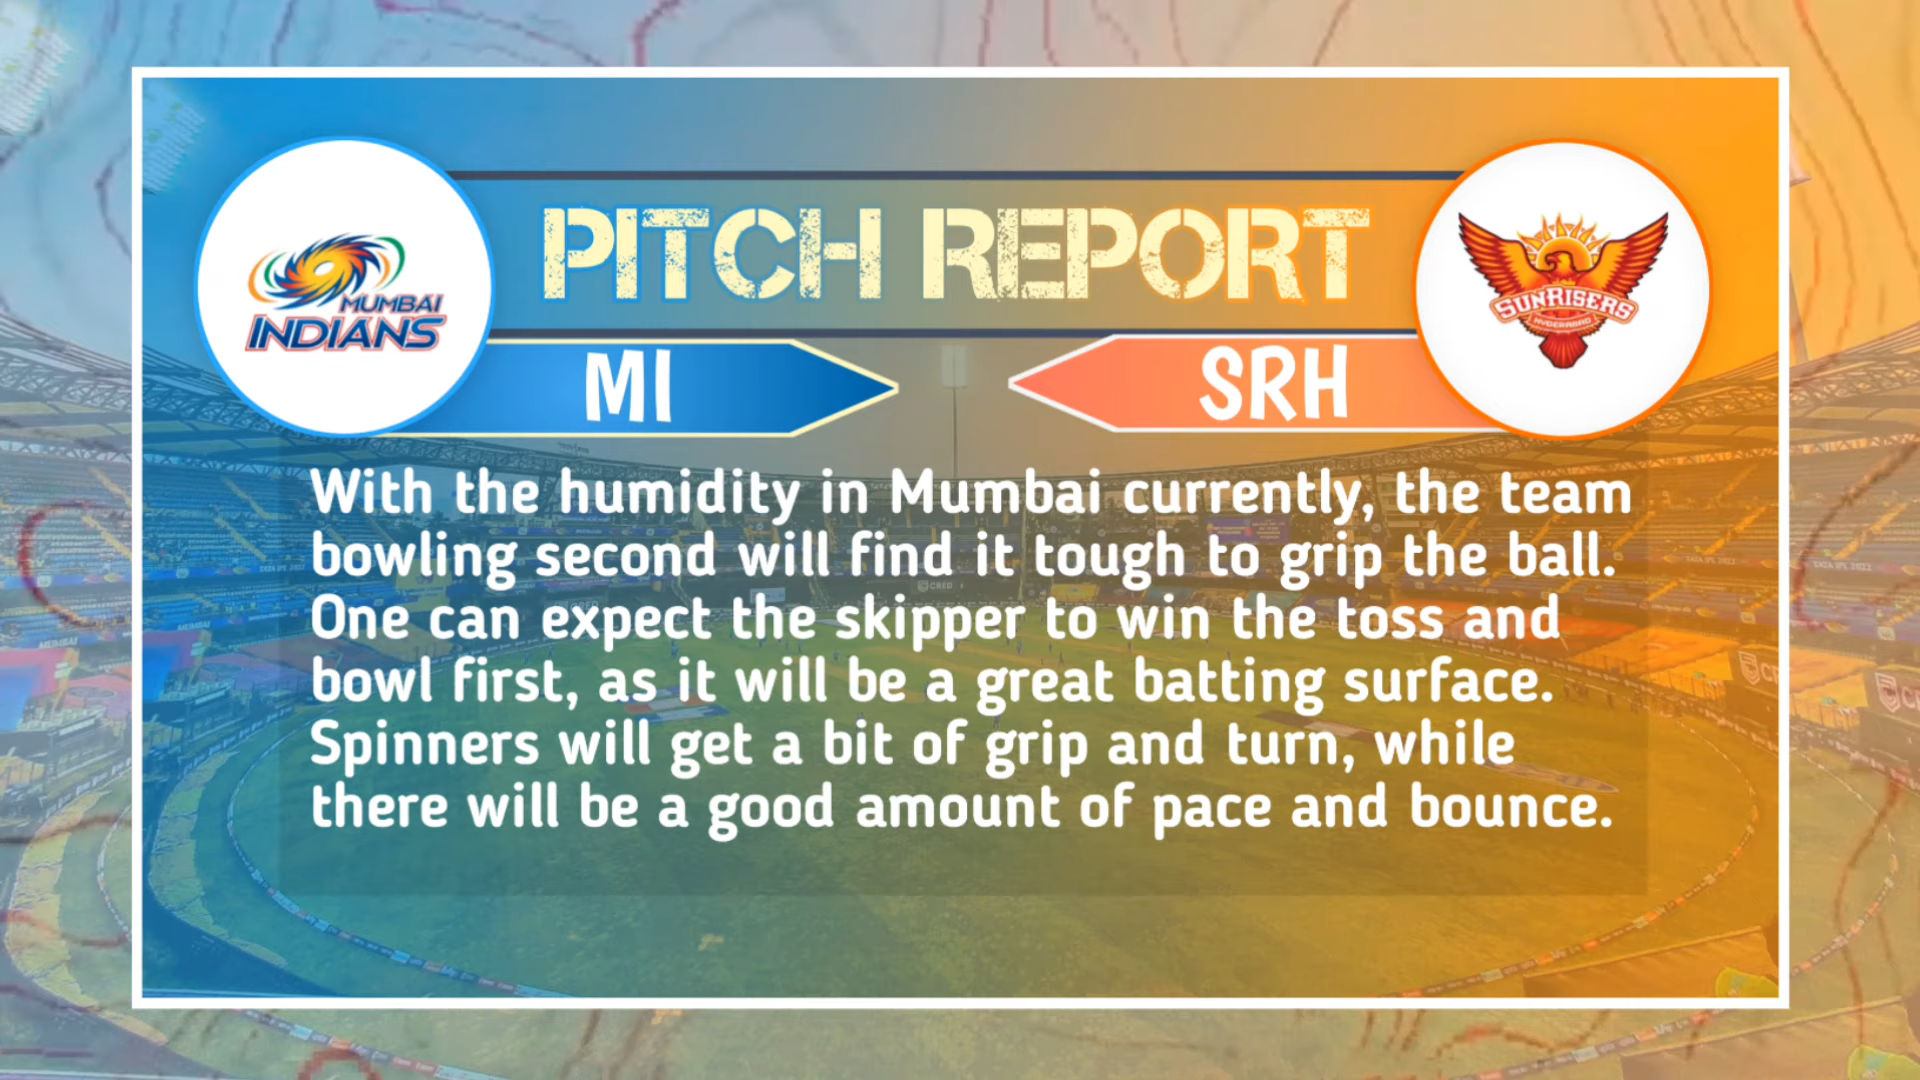 PITCH REPORT
MUMBAI
INDIANS
SUNRISERS
HYDERABAD
MI
SRH
With the humidity in Mumbai currently, the team
bowling second will find it tough to grip the ball.
One can expect the skipper to win the toss and
bowl first, as it will be a great batting surface.
Spinners will get a bit of grip and turn, while
there will be a good amount of pace and bounce.
CRED